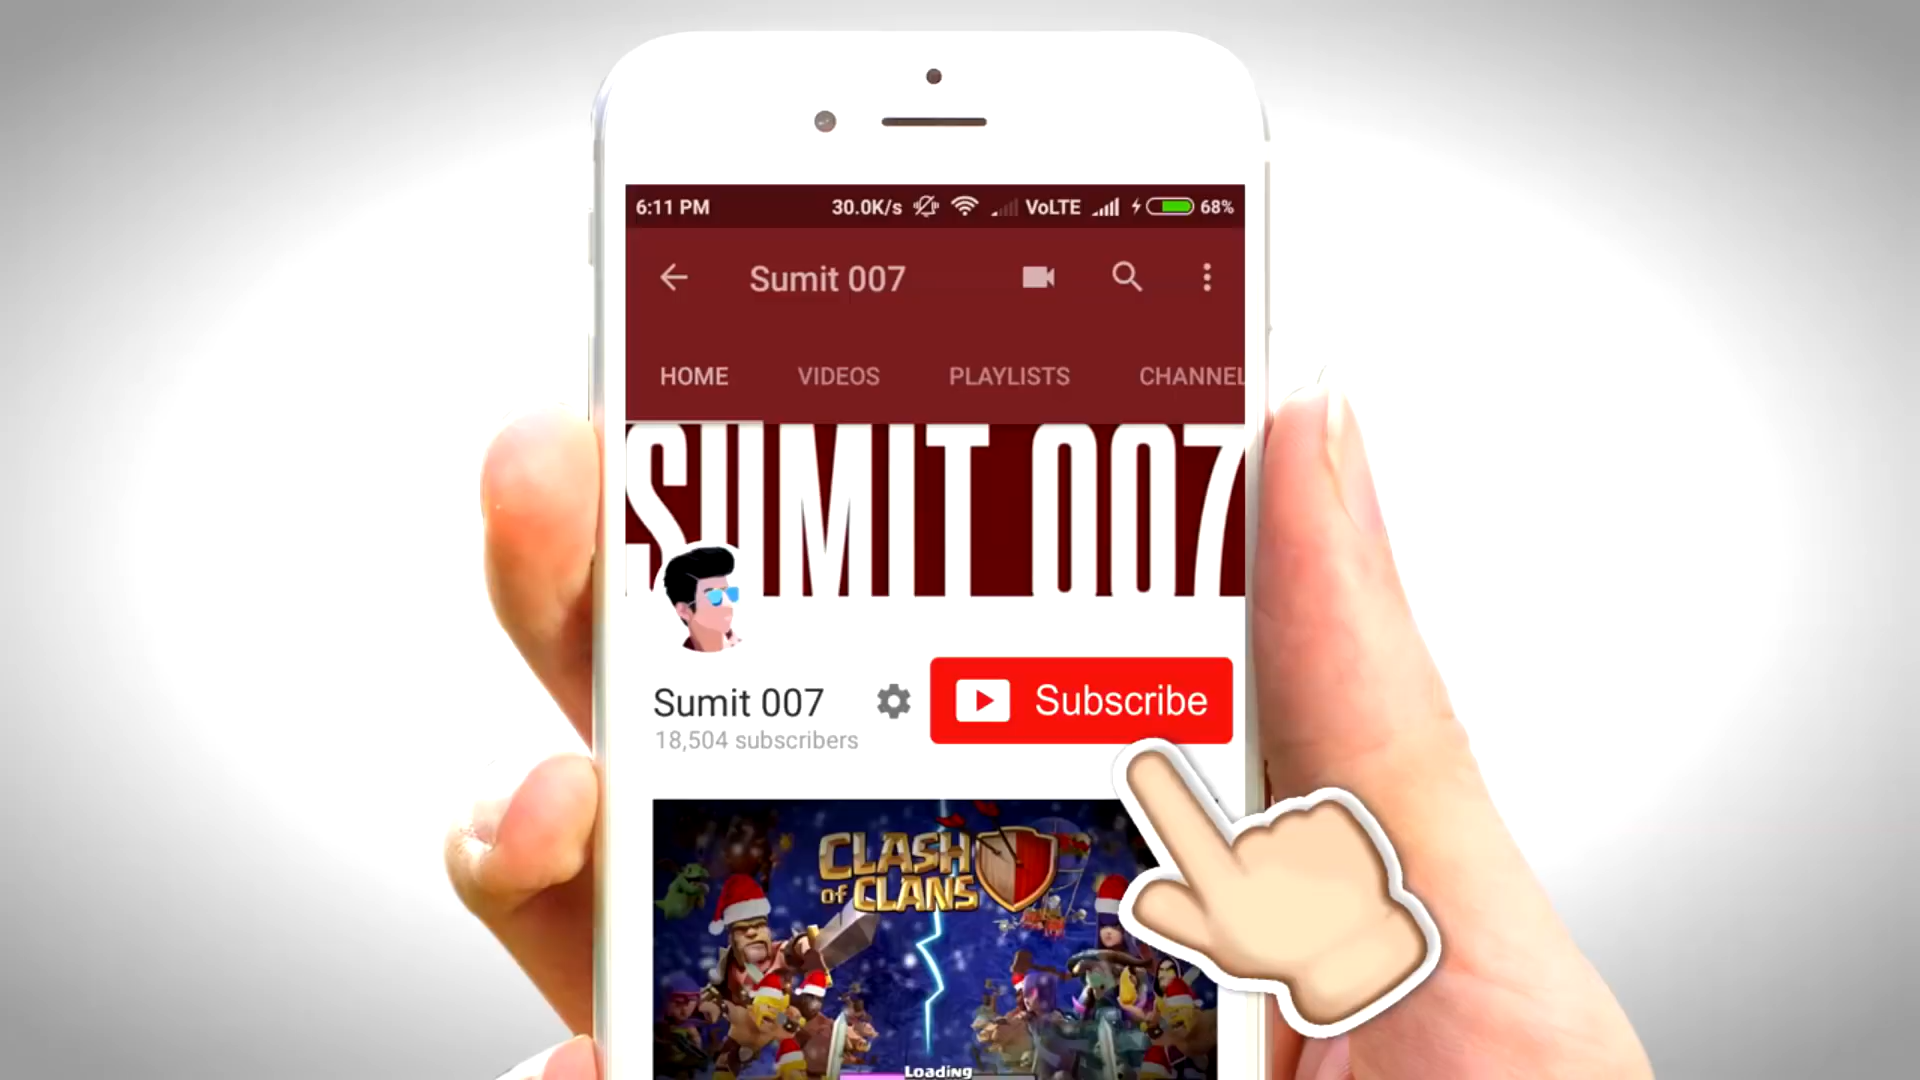 6:11 PM 30.0K/s VoLTE 68%
Sumit 007
HOME VIDEOS PLAYLISTS CHANNEL
SUMIT 007
Sumit 007
Subscribe
18,504 subscribers
CLASH
OF CLANS
Loading